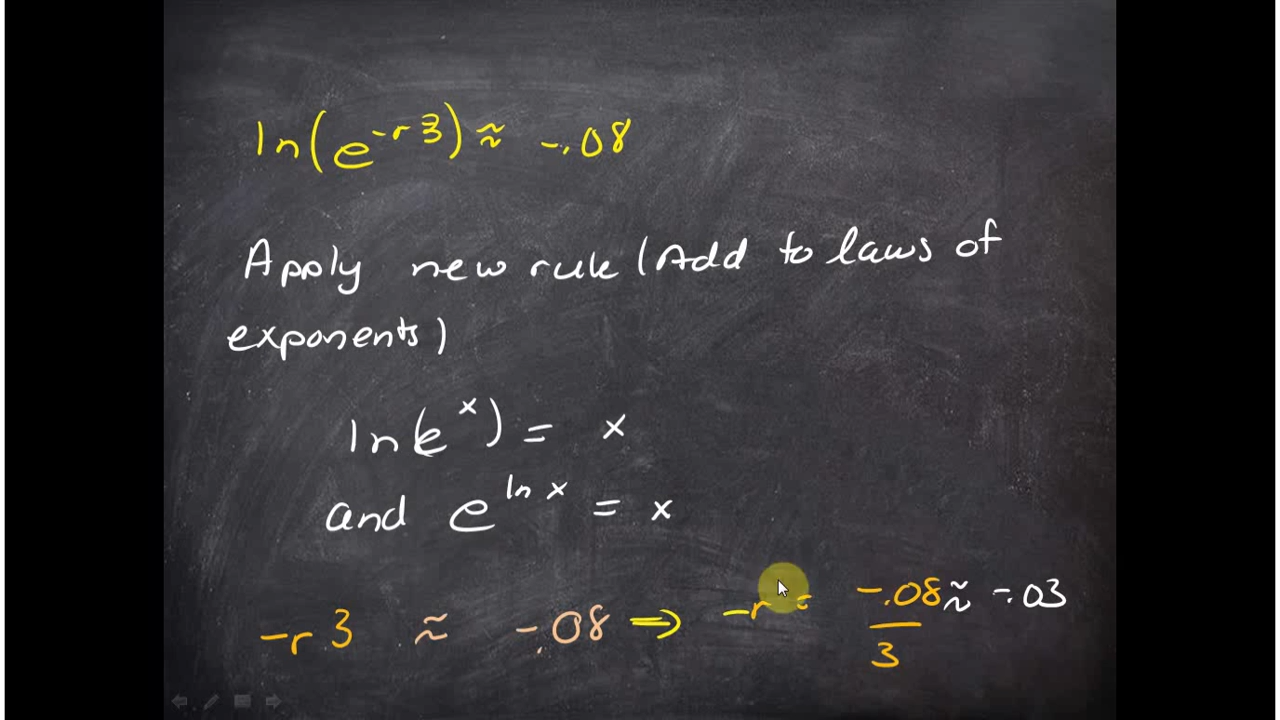 ln(e^{-r3}) ≈ -.08
Apply new rule (Add to laws of
exponents)
ln(e^x) = x
and e^{ln x} = x
-r3 ≈ -.08 ⇒ -r = \frac{-.08}{3} ≈ -.03